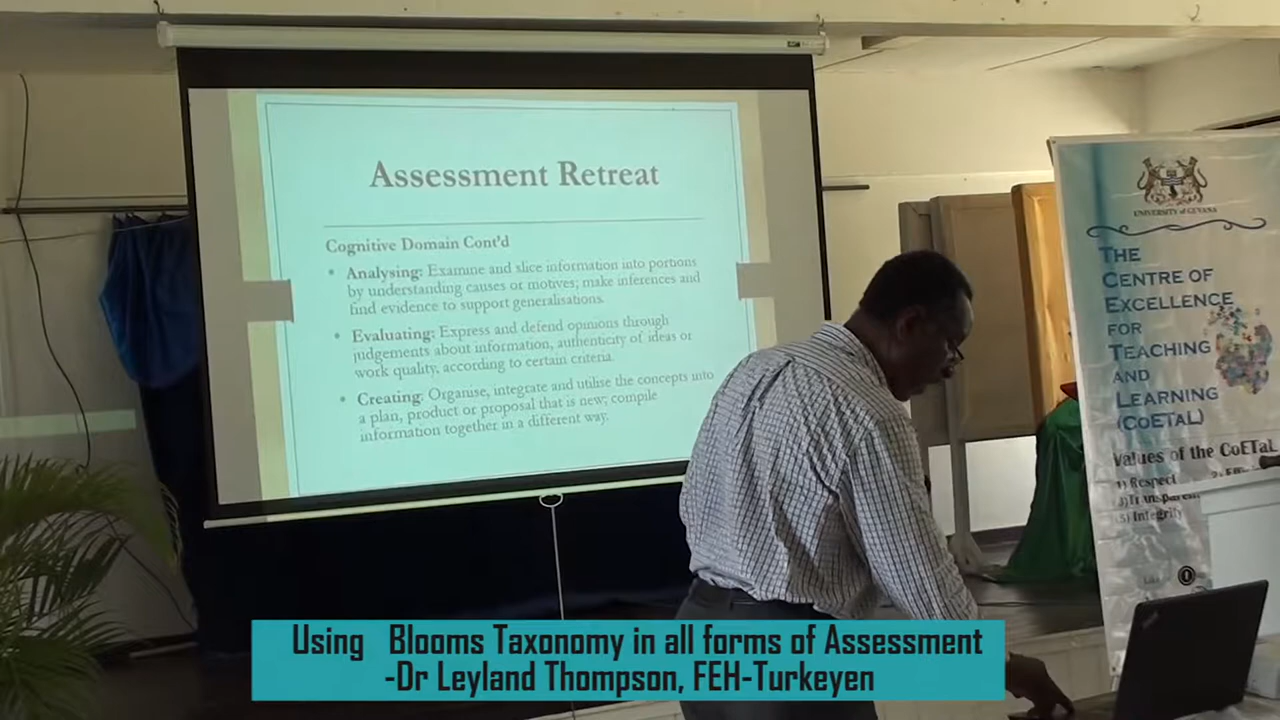 Assessment Retreat
Cognitive Domain Cont'd
• Analysing: Examine and slice information into portions
by understanding causes or motives; make inferences and
find evidence to support generalisations.
• Evaluating: Express and defend opinions through
judgements about information, authenticity of ideas or
work quality, according to certain criteria.
• Creating: Organise, integrate and utilise the concepts into
a plan, product or proposal that is new; compile
information together in a different way.
UNIVERSITY of GUYANA
THE
CENTRE OF
EXCELLENCE
FOR
TEACHING
AND
LEARNING
(COETAL)
Values of the CoETaL
1) Respect
5) Integrity
Using Blooms Taxonomy in all forms of Assessment
-Dr Leyland Thompson, FEH-Turkeyen